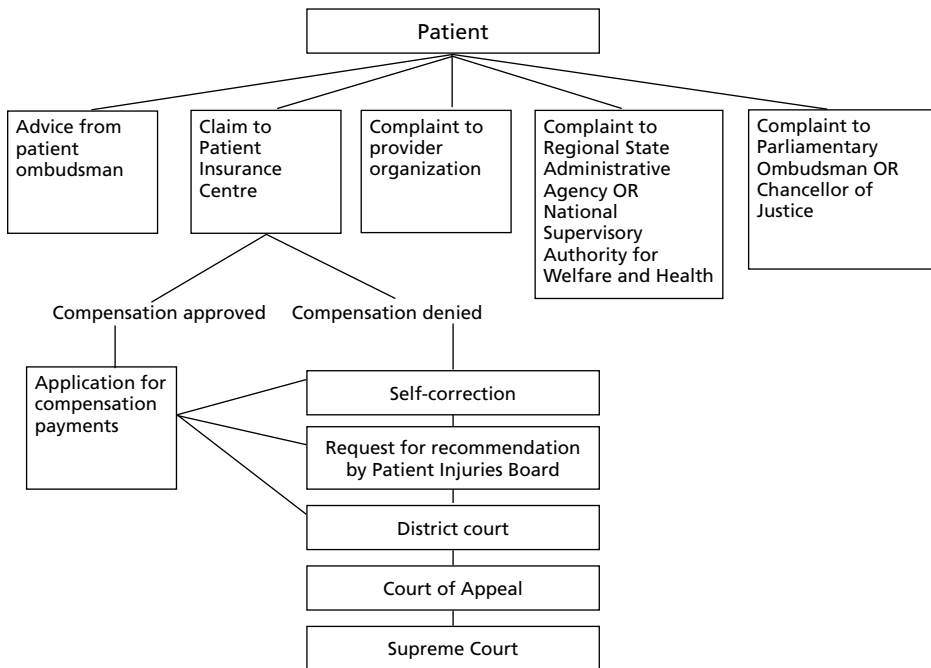 Patient
Advice from
patient
ombudsman
Claim to
Patient
Insurance
Centre
Complaint to
provider
organization
Complaint to
Regional State
Administrative
Agency OR
National
Supervisory
Authority for
Welfare and Health
Complaint to
Parliamentary
Ombudsman OR
Chancellor of
Justice
Compensation approved
Compensation denied
Application for
compensation
payments
Self-correction
Request for recommendation
by Patient Injuries Board
District court
Court of Appeal
Supreme Court